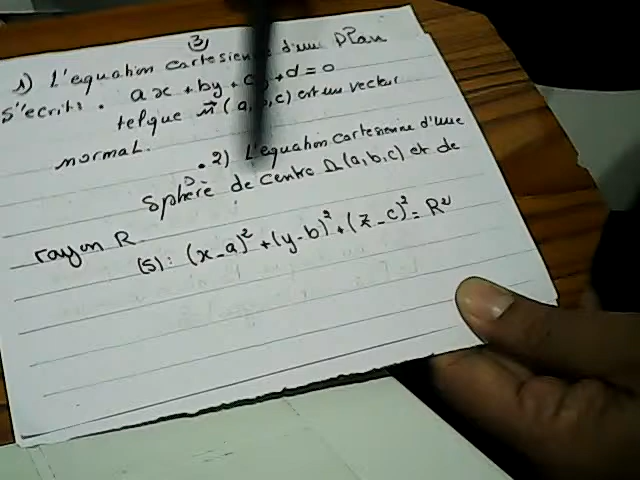 3
1) L'equation cartesienne d'un Plan
s'ecrits . ax + by + c + d = 0
telque n⃗ (a, b, c) est un vecteur
normal.
. 2) L'equation cartesienne d'une
Sphère de centre Ω(a,b,c) et de
rayon R
(S) : (x - a)² + (y - b)² + (z - c)² = R²